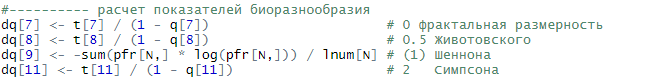 #---------- расчет показателей биоразнообразия
dq[7] <- t[7] / (1 - q[7]) # 0 фрактальная размерность
dq[8] <- t[8] / (1 - q[8]) # 0.5 Животовского
dq[9] <- -sum(pfr[N,] * log(pfr[N,])) / lnum[N] # (1) Шеннона
dq[11] <- t[11] / (1 - q[11]) # 2 Симпсона